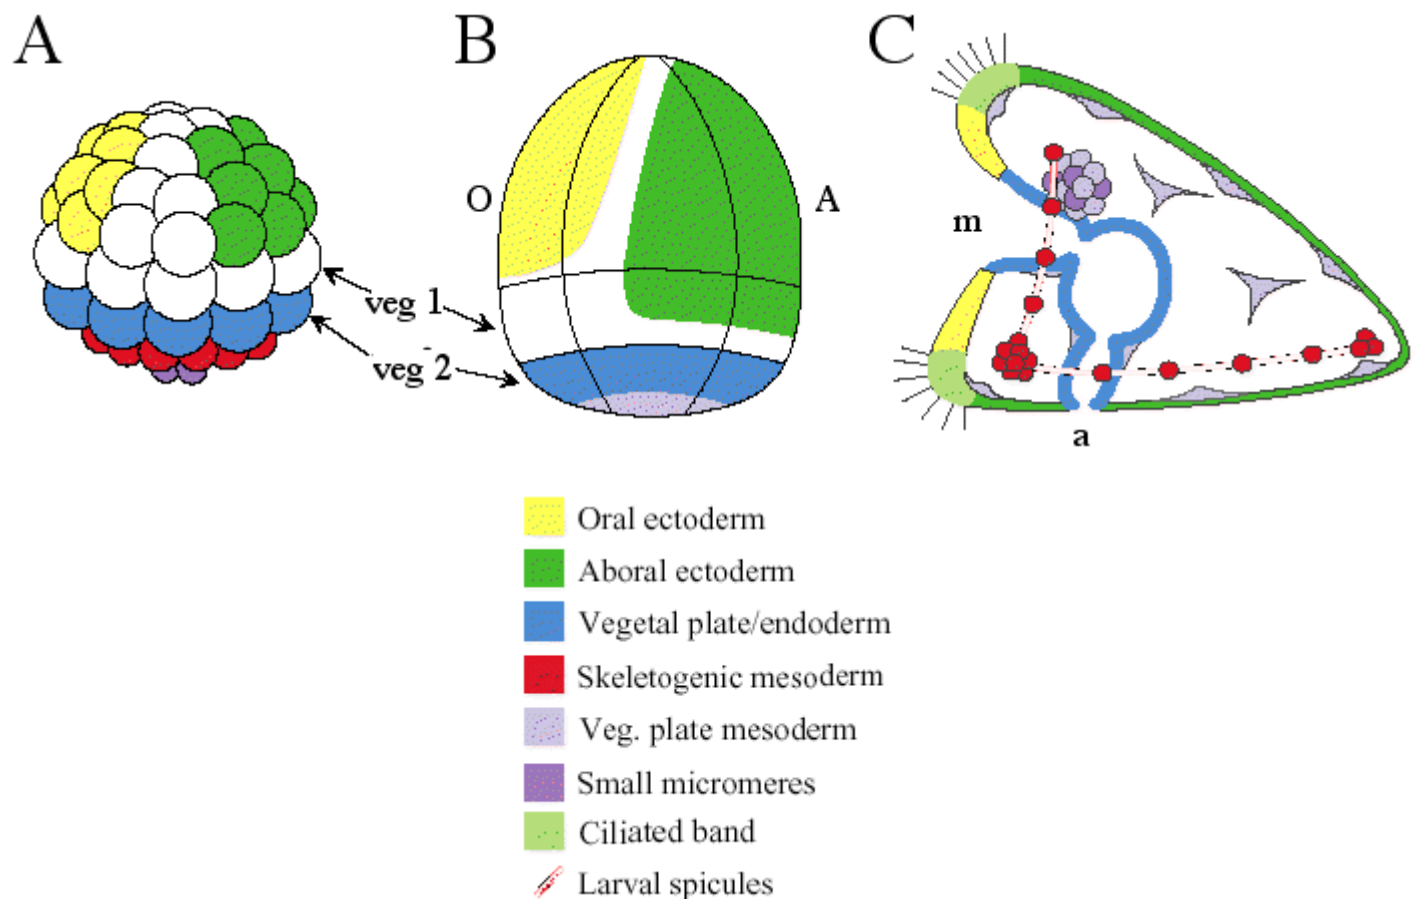 A
B
C
O
A
m
veg 1
veg 2
a
Oral ectoderm
Aboral ectoderm
Vegetal plate/endoderm
Skeletogenic mesoderm
Veg. plate mesoderm
Small micromeres
Ciliated band
Larval spicules